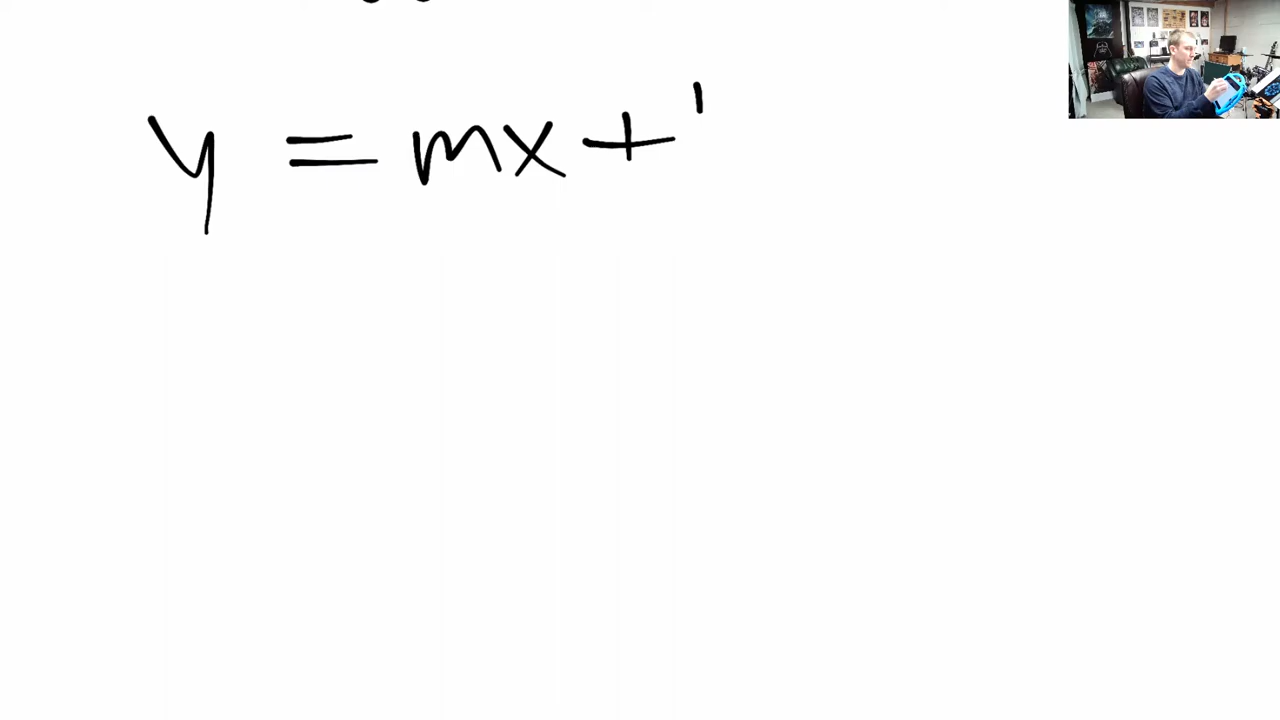 y = mx +